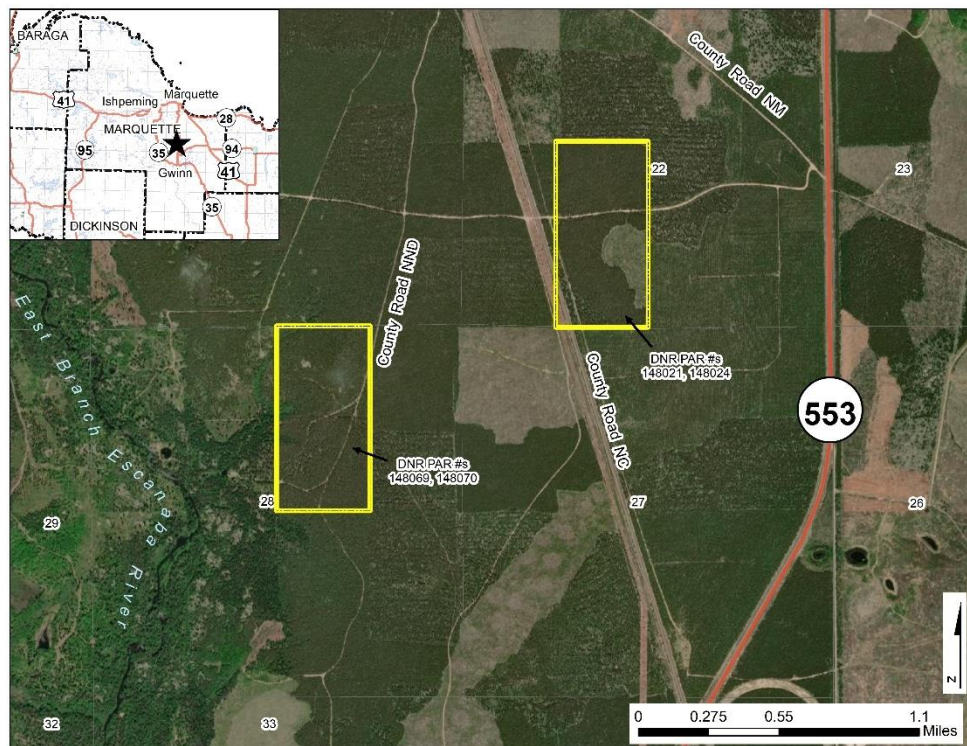 BARAGA
41
Ishpeming
Marquette
28
MARQUETTE
95
35
94
41
Gwinn
35
DICKINSON
County Road NM
22
23
County Road NND
East Branch Escanaba River
DNR PAR #s
148021, 148024
County Road NC
553
DNR PAR #s
148069, 148070
28
27
26
29
32
33
N
0 0.275 0.55 1.1
Miles